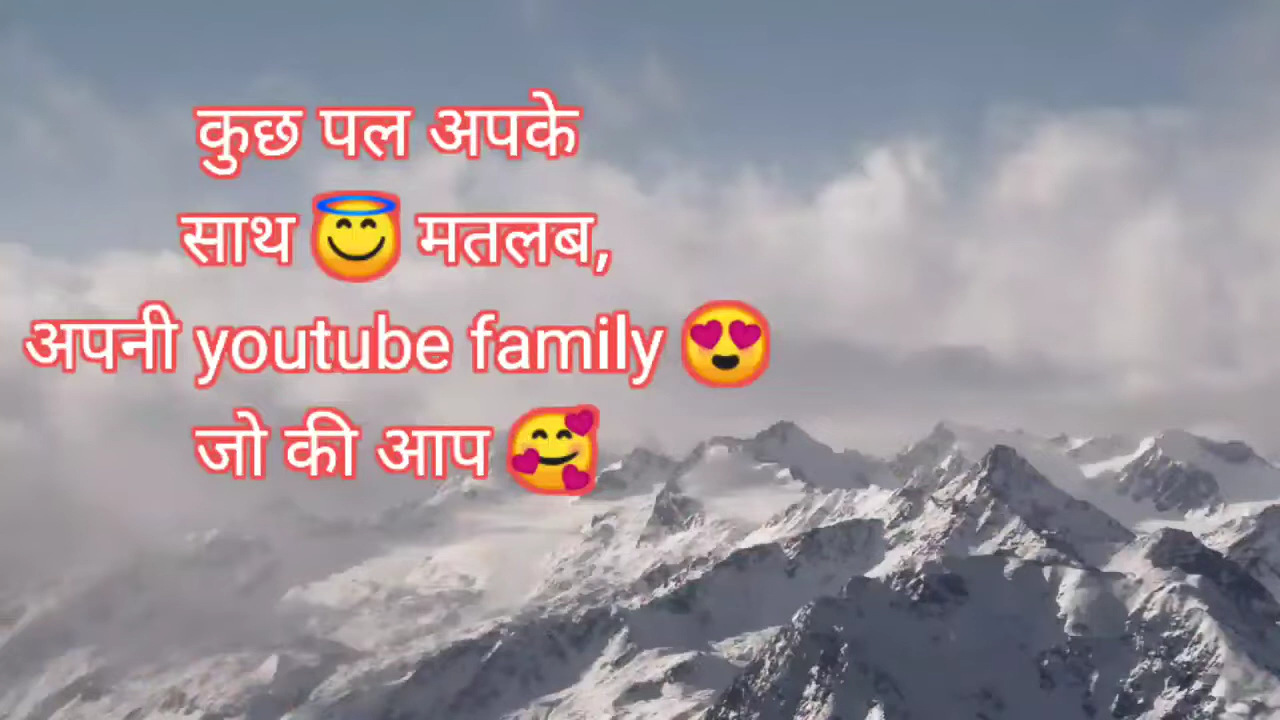 कुछ पल अपके
साथ 😇 मतलब,
अपनी youtube family 😍
जो की आप 🥰